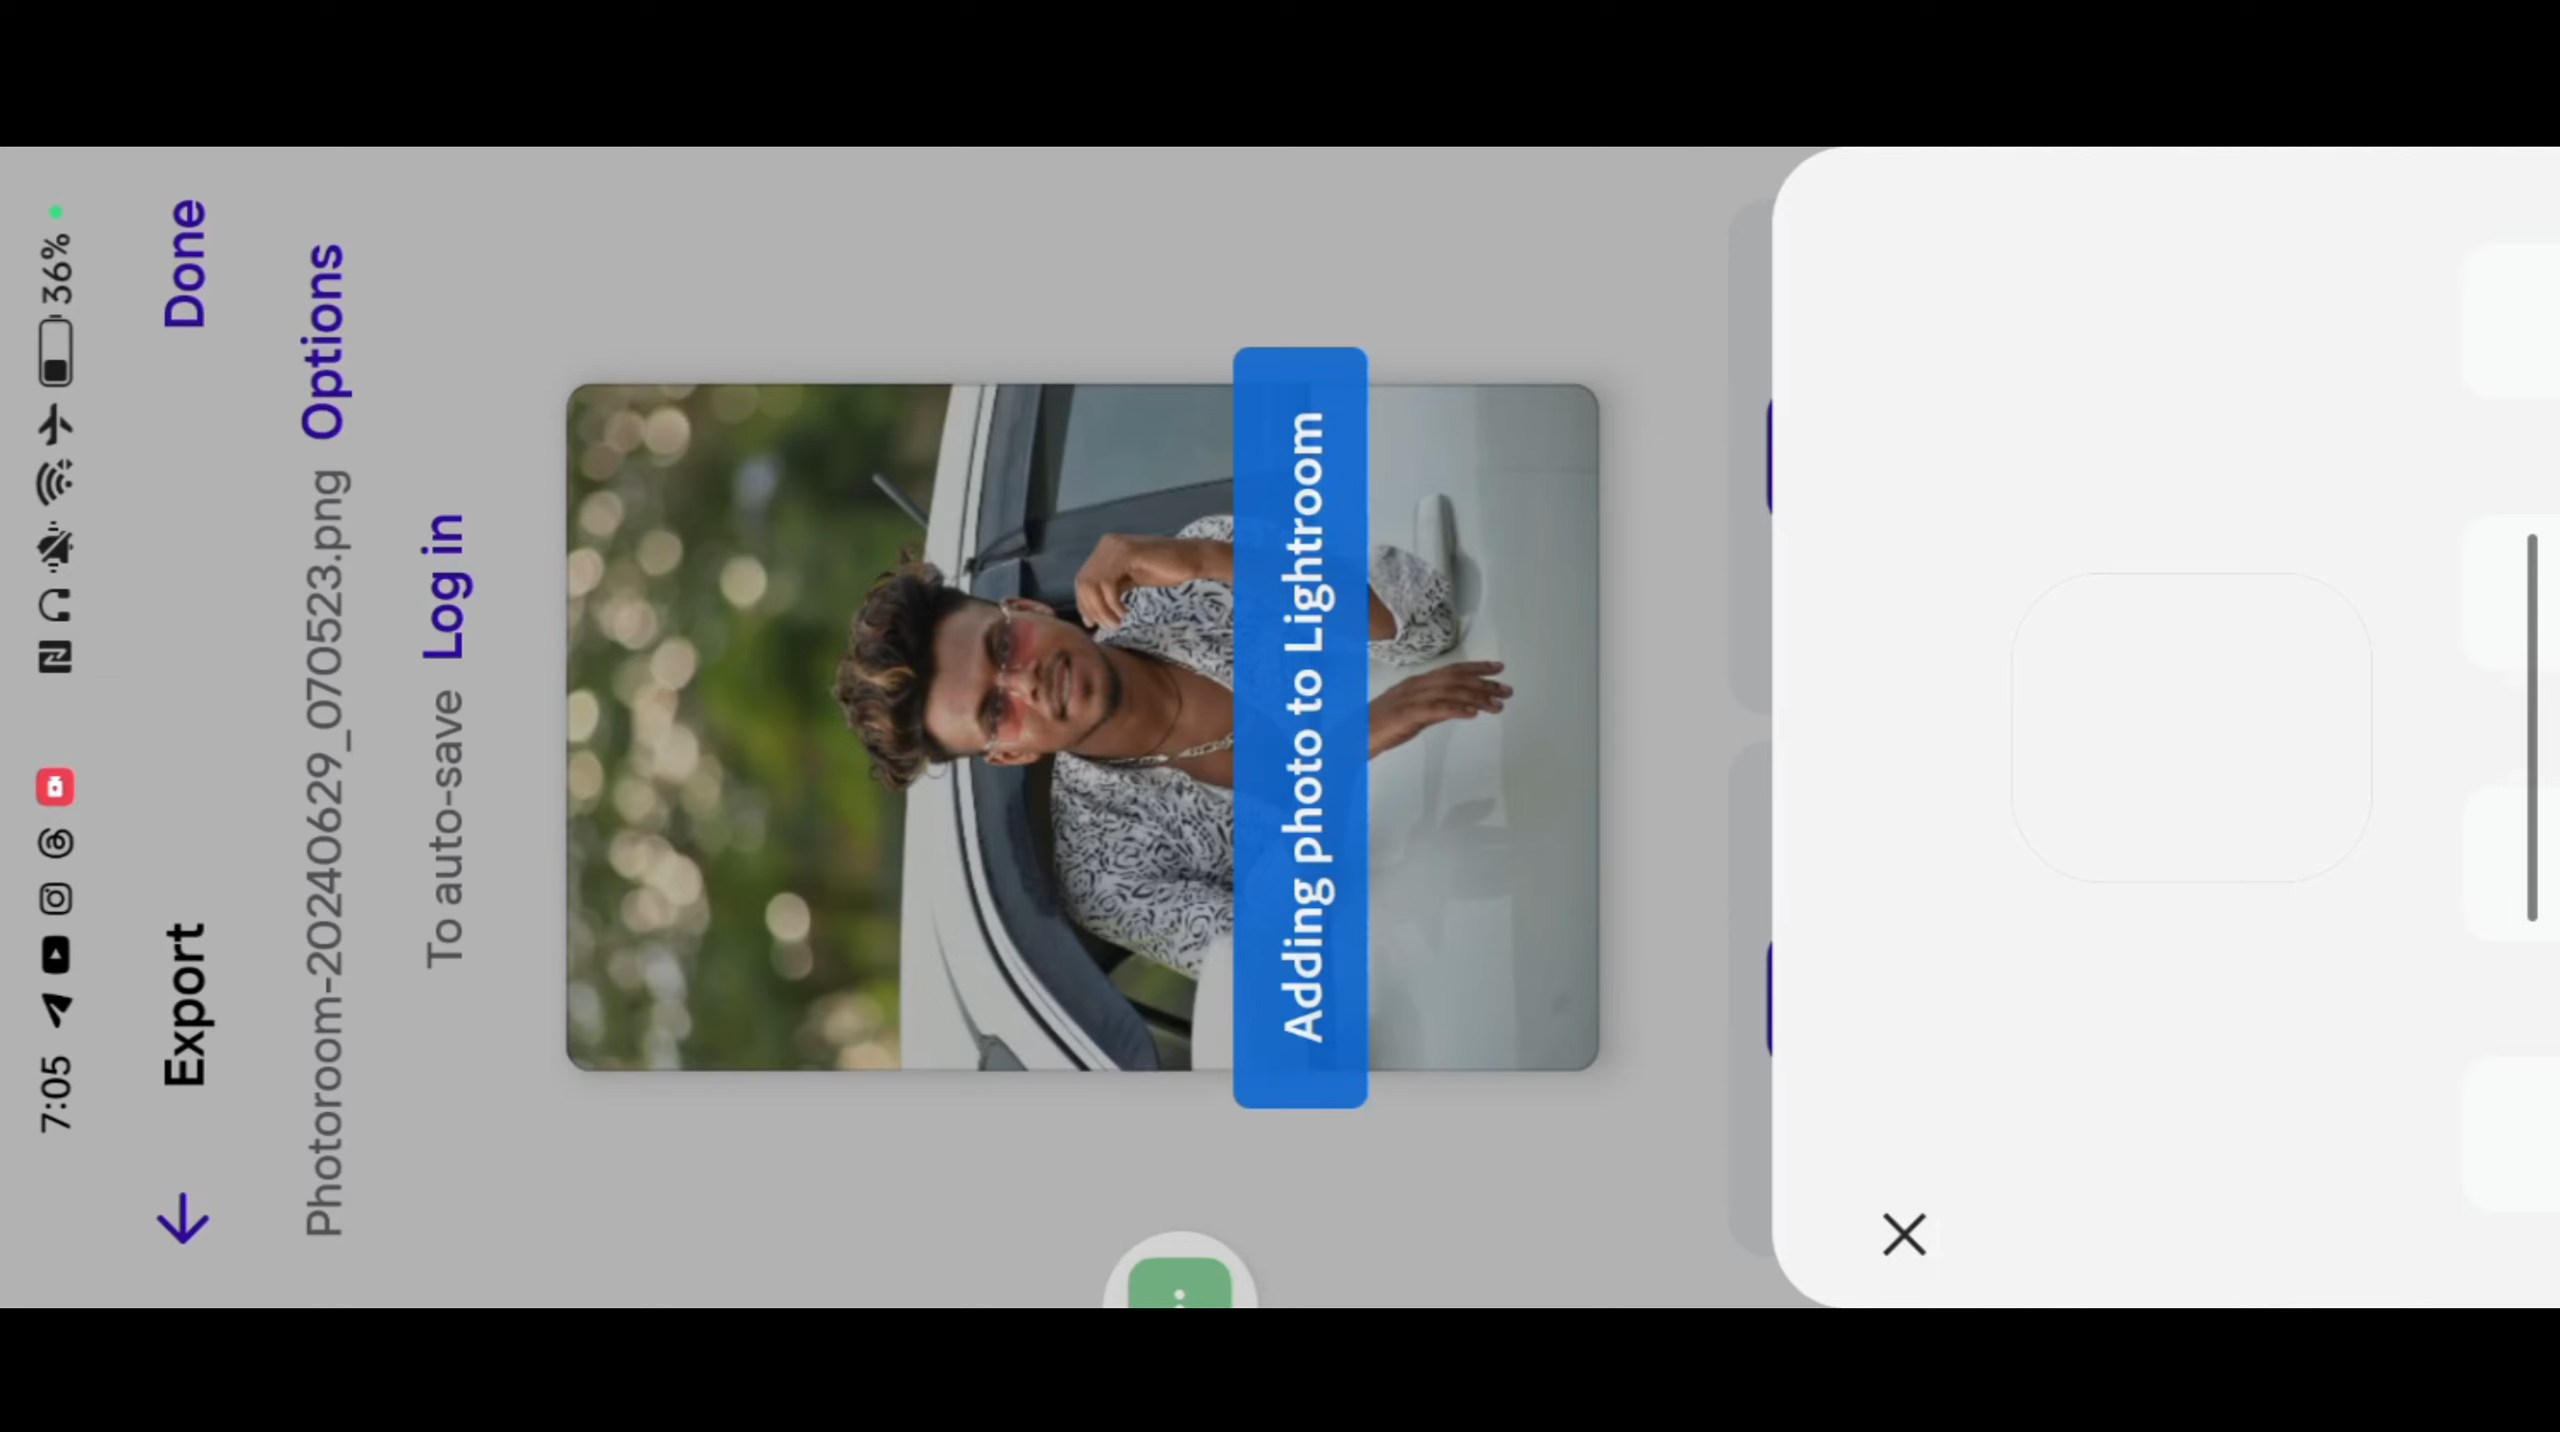 7:05 36%
Export Done
Photoroom-20240629_070523.png Options
To auto-save Log in
Adding photo to Lightroom